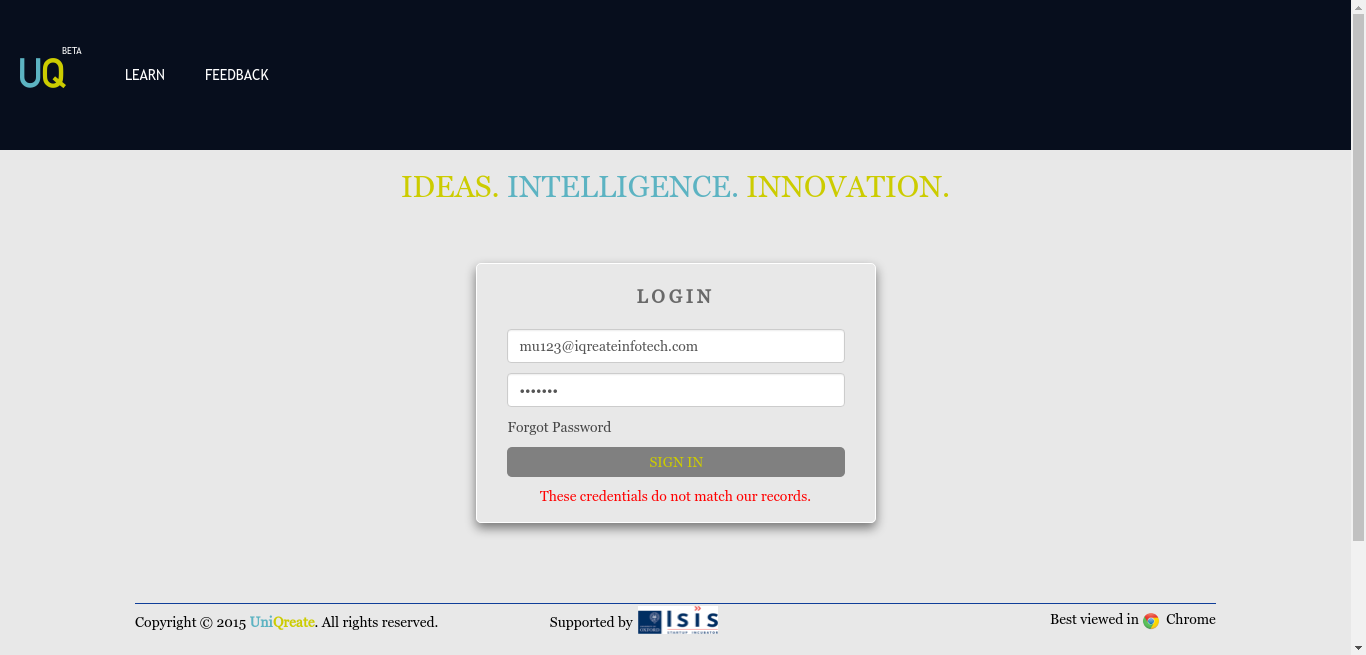 BETA
UQ
LEARN
FEEDBACK
IDEAS. INTELLIGENCE. INNOVATION.
LOGIN
mu123@iqreateinfotech.com
•••••••
Forgot Password
SIGN IN
These credentials do not match our records.
Copyright © 2015 UniQreate. All rights reserved.
Supported by
Isis
Best viewed in Chrome